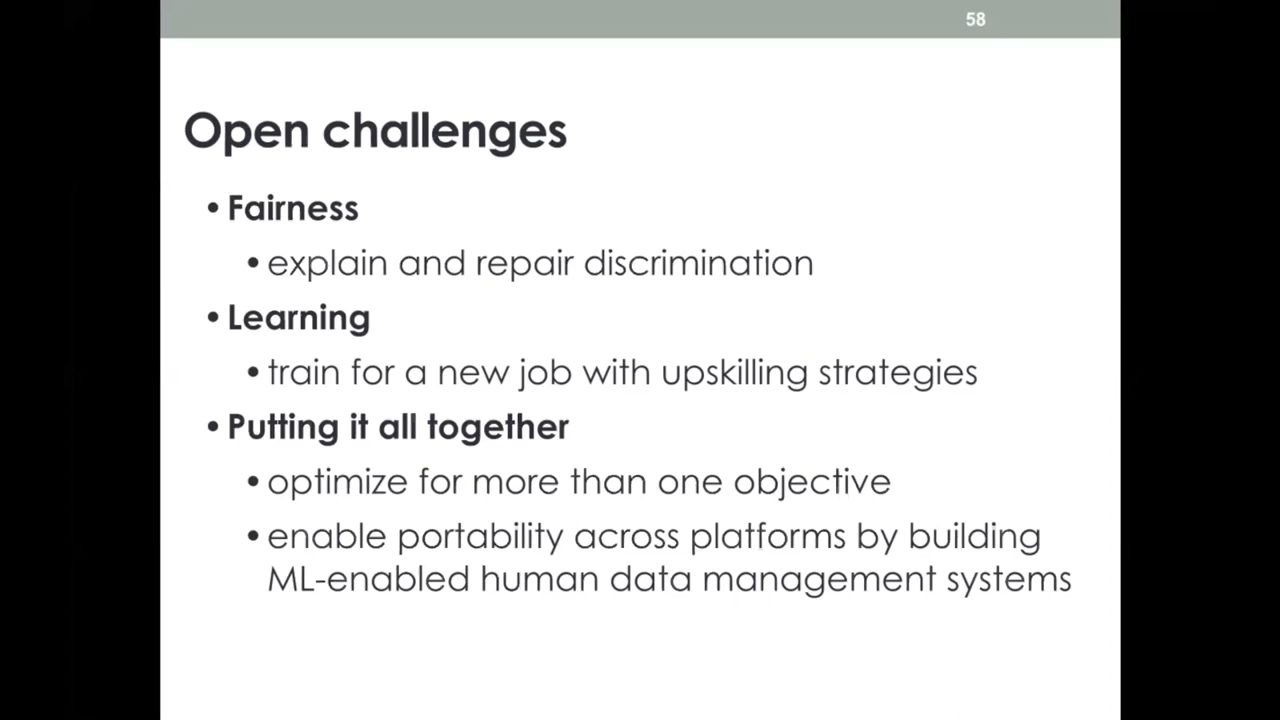 58
Open challenges
• Fairness
• explain and repair discrimination
• Learning
• train for a new job with upskilling strategies
• Putting it all together
• optimize for more than one objective
• enable portability across platforms by building
ML-enabled human data management systems